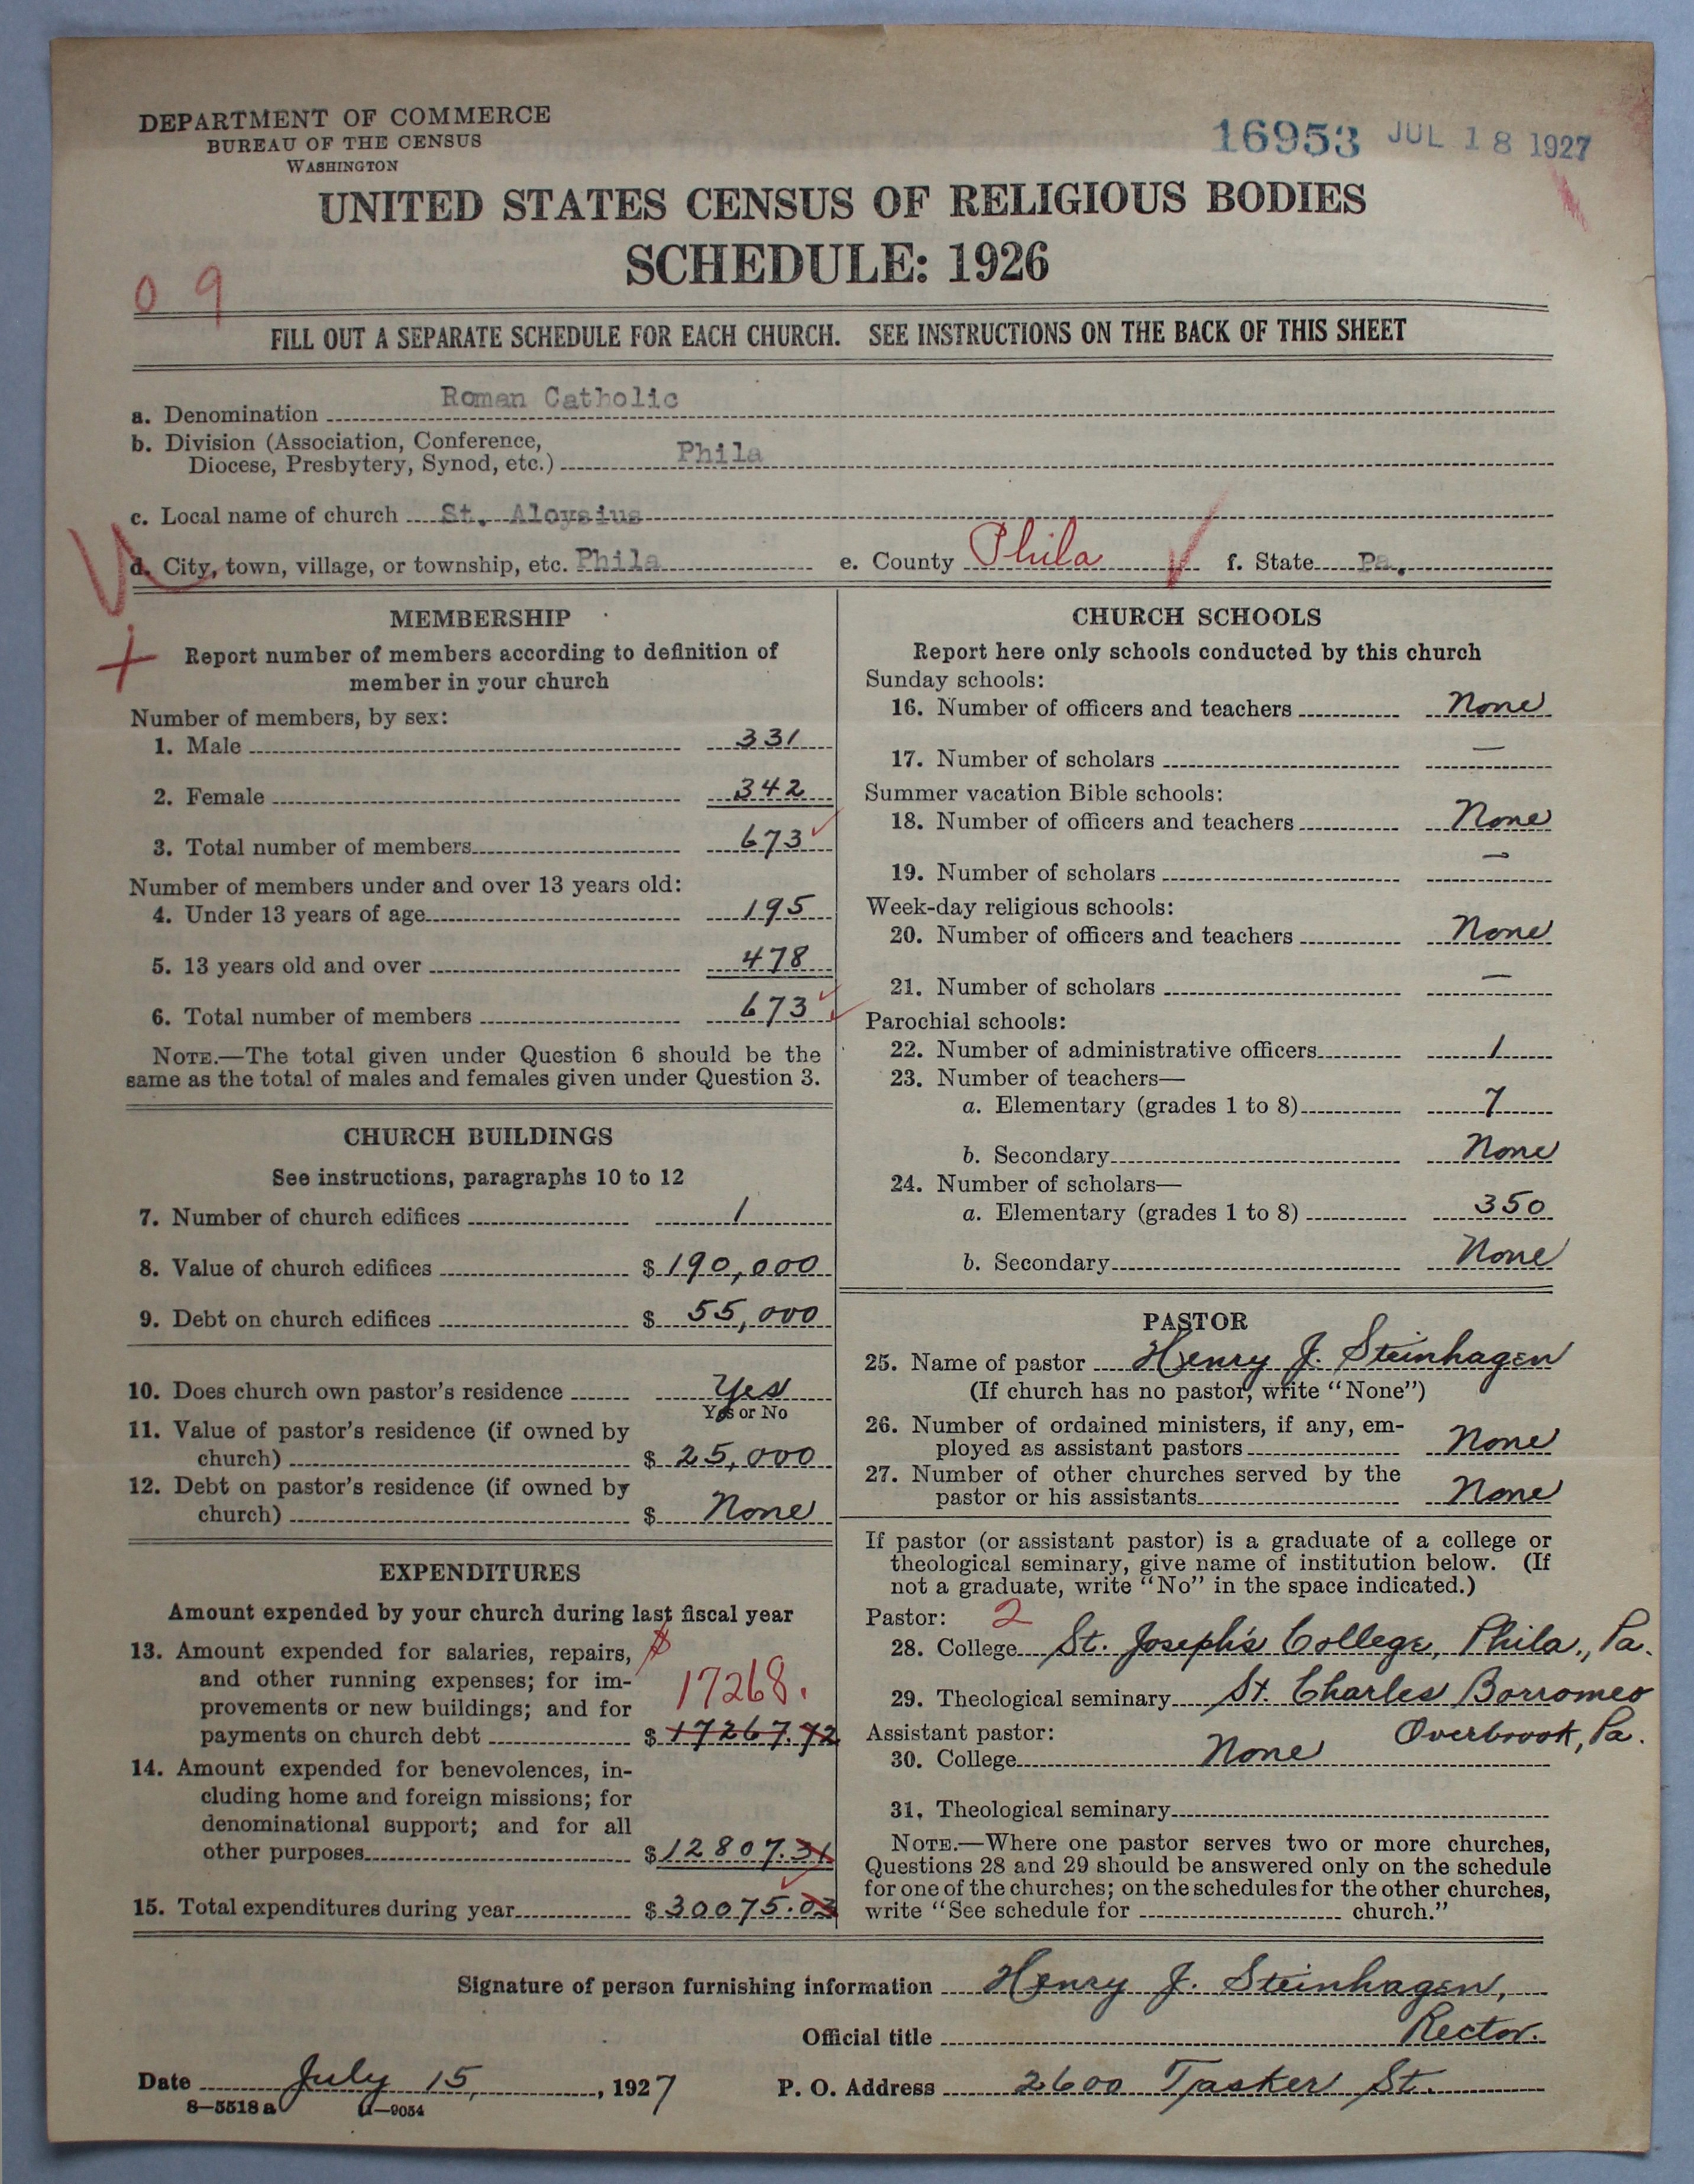 DEPARTMENT OF COMMERCE
BUREAU OF THE CENSUS
WASHINGTON
16953 JUL 18 1927
UNITED STATES CENSUS OF RELIGIOUS BODIES
SCHEDULE: 1926
0 9
FILL OUT A SEPARATE SCHEDULE FOR EACH CHURCH. SEE INSTRUCTIONS ON THE BACK OF THIS SHEET
a. Denomination Roman Catholic
b. Division (Association, Conference,
Diocese, Presbytery, Synod, etc.) Phila
c. Local name of church St. Aloysius
d. City, town, village, or township, etc. Phila e. County Phila f. State Pa.
MEMBERSHIP
Report number of members according to definition of
member in your church
Number of members, by sex:
1. Male 331
2. Female 342
3. Total number of members 673
Number of members under and over 13 years old:
4. Under 13 years of age 195
5. 13 years old and over 478
6. Total number of members 673
NOTE.—The total given under Question 6 should be the
same as the total of males and females given under Question 3.
CHURCH BUILDINGS
See instructions, paragraphs 10 to 12
7. Number of church edifices 1
8. Value of church edifices $ 190,000
9. Debt on church edifices $ 55,000
10. Does church own pastor's residence Yes
Yes or No
11. Value of pastor's residence (if owned by
church) $ 25,000
12. Debt on pastor's residence (if owned by
church) $ None
EXPENDITURES
Amount expended by your church during last fiscal year
13. Amount expended for salaries, repairs, $
and other running expenses; for im-
provements or new buildings; and for 17268.
payments on church debt $ 17267.72
14. Amount expended for benevolences, in-
cluding home and foreign missions; for
denominational support; and for all
other purposes $ 12807.31
15. Total expenditures during year $ 30075.03
CHURCH SCHOOLS
Report here only schools conducted by this church
Sunday schools:
16. Number of officers and teachers None
17. Number of scholars —
Summer vacation Bible schools:
18. Number of officers and teachers None
19. Number of scholars —
Week-day religious schools:
20. Number of officers and teachers None
21. Number of scholars —
Parochial schools:
22. Number of administrative officers 1
23. Number of teachers—
a. Elementary (grades 1 to 8) 7
b. Secondary None
24. Number of scholars—
a. Elementary (grades 1 to 8) 350
b. Secondary None
PASTOR
25. Name of pastor Henry J. Steinhagen
(If church has no pastor, write "None")
26. Number of ordained ministers, if any, em-
ployed as assistant pastors None
27. Number of other churches served by the
pastor or his assistants None
If pastor (or assistant pastor) is a graduate of a college or
theological seminary, give name of institution below. (If
not a graduate, write "No" in the space indicated.)
Pastor: 2
28. College St. Joseph's College, Phila., Pa.
29. Theological seminary St. Charles Borromeo
Assistant pastor: Overbrook, Pa.
30. College None
31. Theological seminary
NOTE.—Where one pastor serves two or more churches,
Questions 28 and 29 should be answered only on the schedule
for one of the churches; on the schedules for the other churches,
write "See schedule for church."
Signature of person furnishing information Henry J. Steinhagen,
Official title Rector.
Date July 15, 1927 P. O. Address 2600 Tasker St.
8—5518a 11—9054